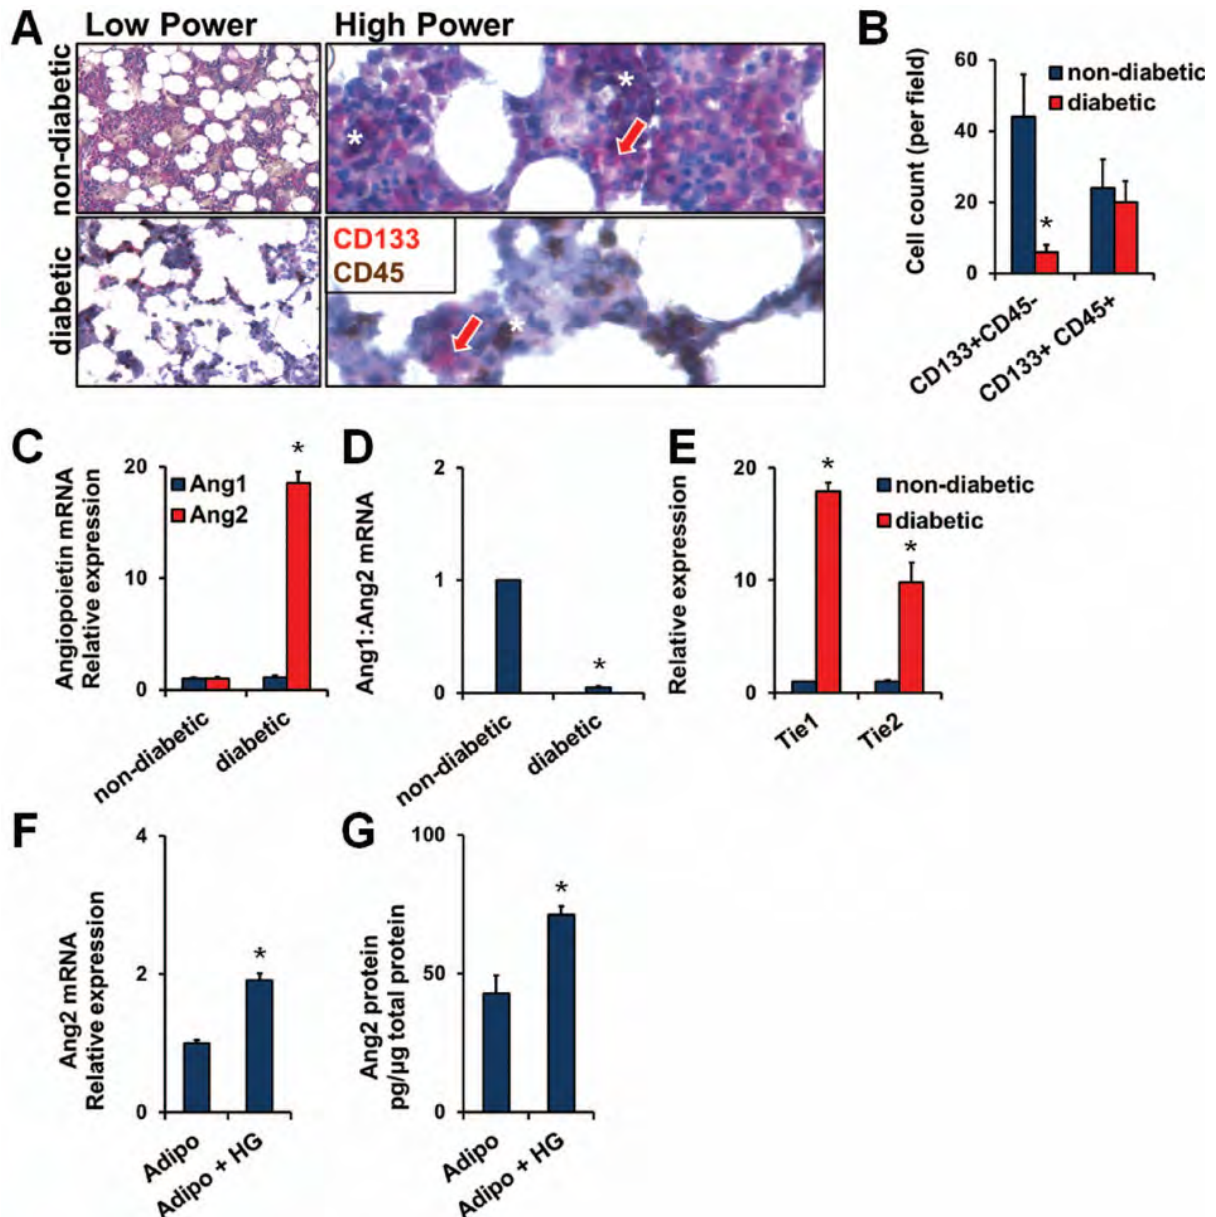 A
Low Power
High Power
non-diabetic
diabetic
*
*
*
CD133
CD45
B
Cell count (per field)
60
40
20
0
non-diabetic
diabetic
*
CD133+CD45-
CD133+ CD45+
C
Angiopoietin mRNA
Relative expression
20
10
0
Ang1
Ang2
*
non-diabetic
diabetic
D
Ang1:Ang2 mRNA
2
1
0
*
non-diabetic
diabetic
E
Relative expression
20
10
0
*
*
non-diabetic
diabetic
Tie1
Tie2
F
Ang2 mRNA
Relative expression
4
2
0
*
Adipo
Adipo + HG
G
Ang2 protein
pg/µg total protein
100
50
0
*
Adipo
Adipo + HG